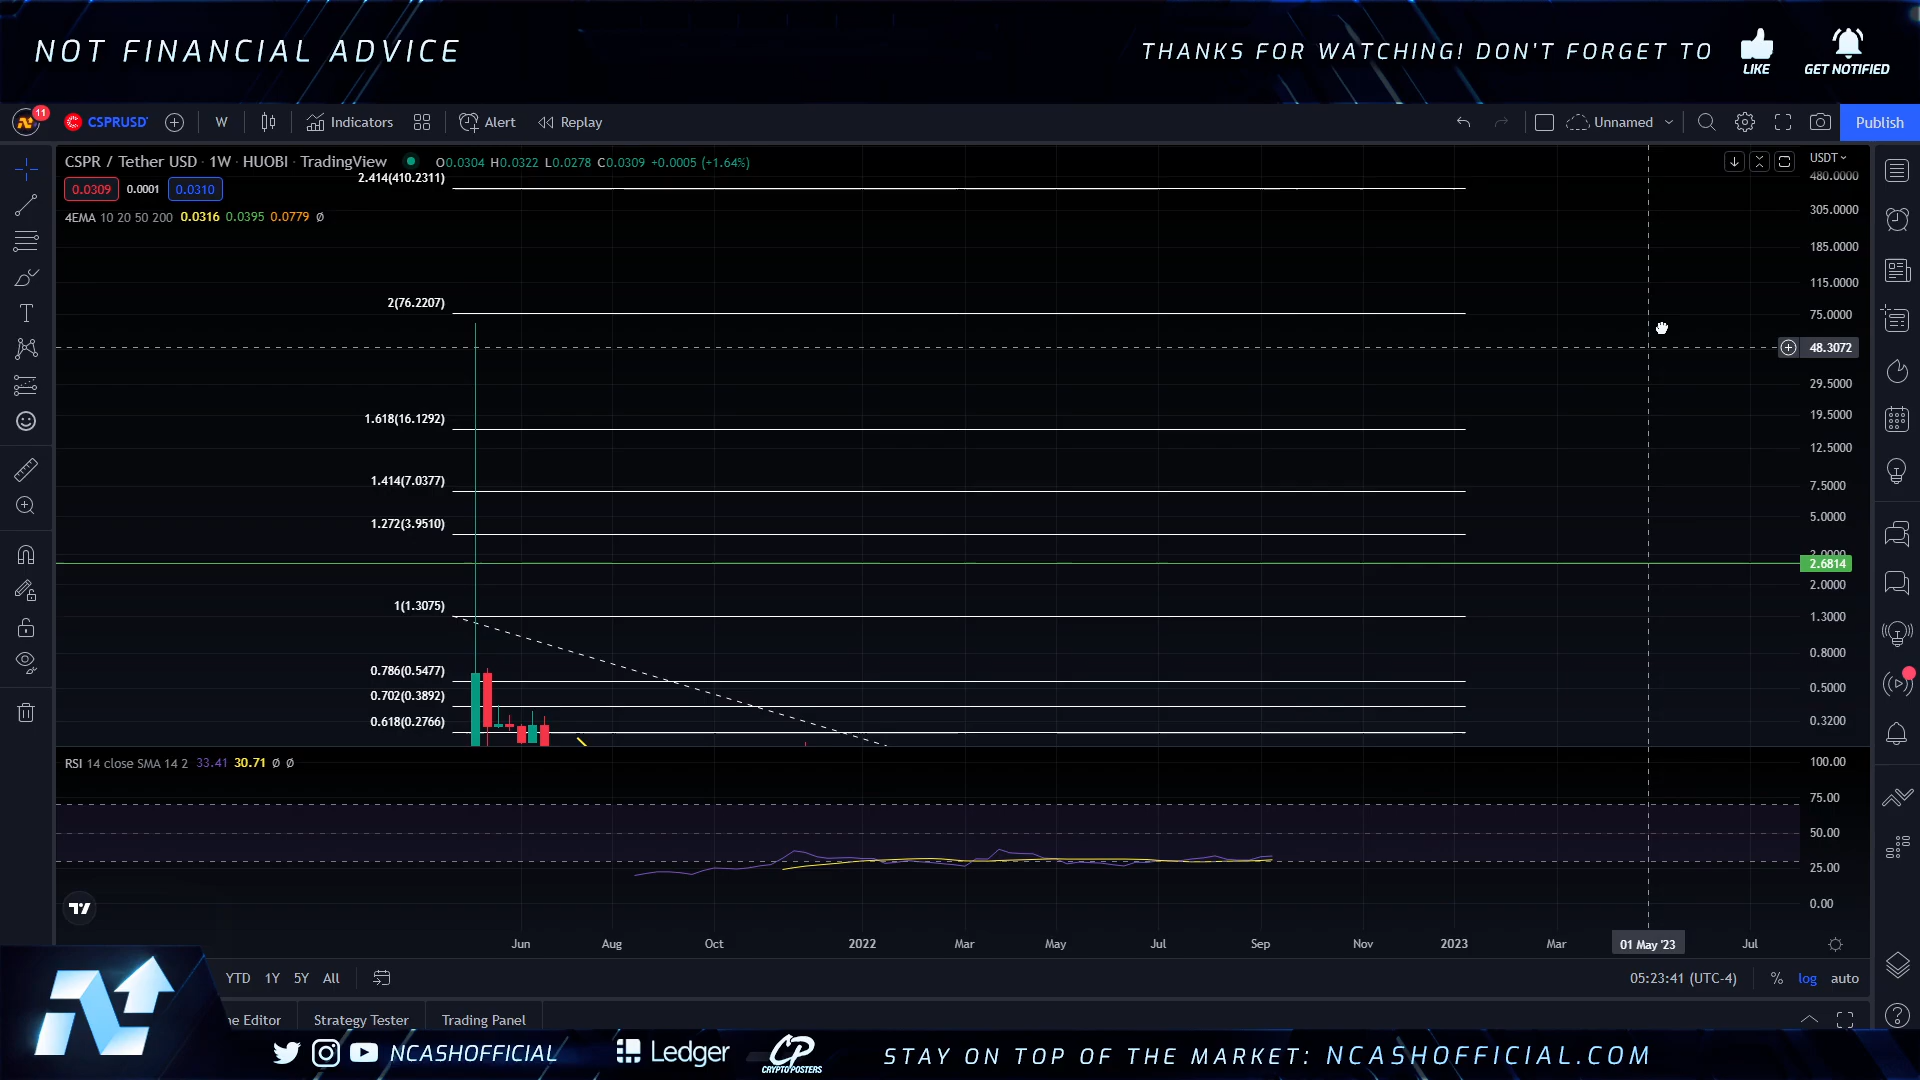 NOT FINANCIAL ADVICE
THANKS FOR WATCHING! DON'T FORGET TO
LIKE
GET NOTIFIED
11
CSPRUSDT
W
Indicators
Alert
Replay
Unnamed
Publish
CSPR / Tether USD · 1W · HUOBI · TradingView
O0.0304 H0.0322 L0.0278 C0.0309 +0.0005 (+1.64%)
0.0309 0.0001 0.0310
4EMA 10 20 50 200 0.0316 0.0395 0.0779 Ø
USDT
2.414(410.2311)
2(76.2207)
1.618(16.1292)
1.414(7.0377)
1.272(3.9510)
1(1.3075)
0.786(0.5477)
0.702(0.3892)
0.618(0.2766)
480.0000
305.0000
185.0000
115.0000
75.0000
48.3072
29.5000
19.5000
12.5000
7.5000
5.0000
3.0000
2.6814
2.0000
1.3000
0.8000
0.5000
0.3200
RSI 14 close SMA 14 2 33.41 30.71 Ø Ø
100.00
75.00
50.00
25.00
0.00
Jun Aug Oct 2022 Mar May Jul Sep Nov 2023 Mar 01 May '23 Jul
YTD 1Y 5Y All
05:23:41 (UTC-4) % log auto
ne Editor Strategy Tester Trading Panel
NCASHOFFICIAL
Ledger
CP
CRYPTO POSTERS
STAY ON TOP OF THE MARKET: NCASHOFFICIAL.COM